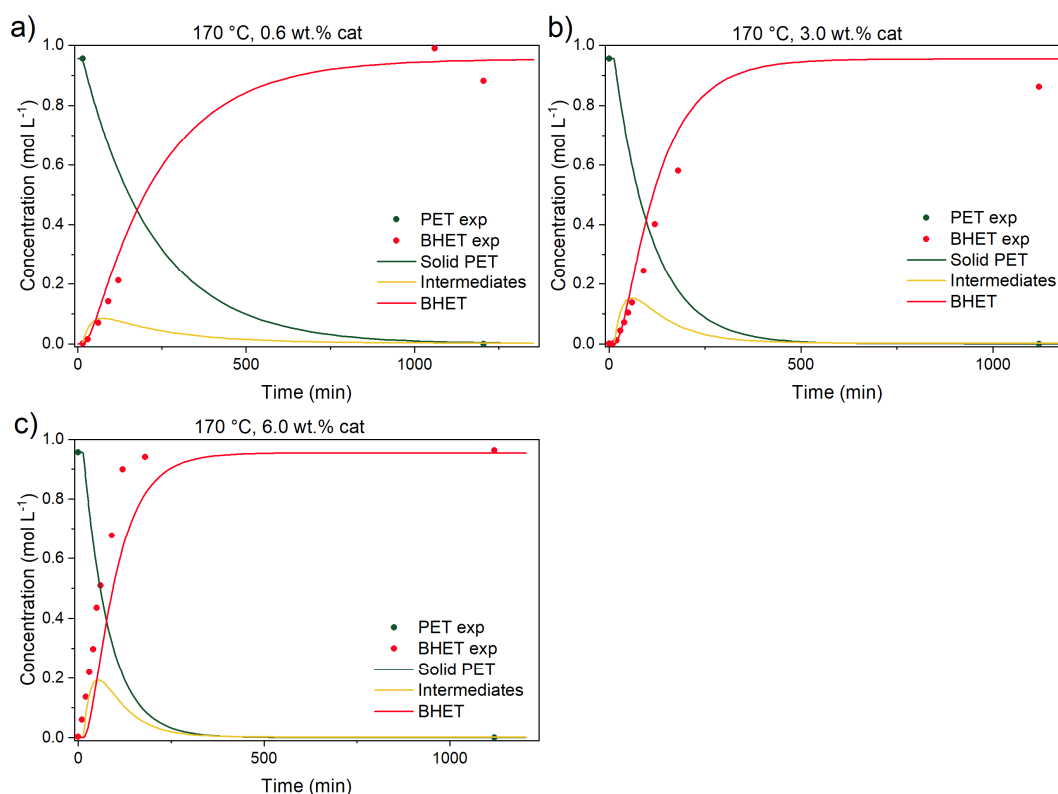 a)
170 °C, 0.6 wt.% cat
Concentration (mol L⁻¹)
1.0
0.8
0.6
0.4
0.2
0.0
PET exp
BHET exp
Solid PET
Intermediates
BHET
0
500
1000
Time (min)
b)
170 °C, 3.0 wt.% cat
Concentration (mol L⁻¹)
1.0
0.8
0.6
0.4
0.2
0.0
PET exp
BHET exp
Solid PET
Intermediates
BHET
0
500
1000
Time (min)
c)
170 °C, 6.0 wt.% cat
Concentration (mol L⁻¹)
1.0
0.8
0.6
0.4
0.2
0.0
PET exp
BHET exp
Solid PET
Intermediates
BHET
0
500
1000
Time (min)